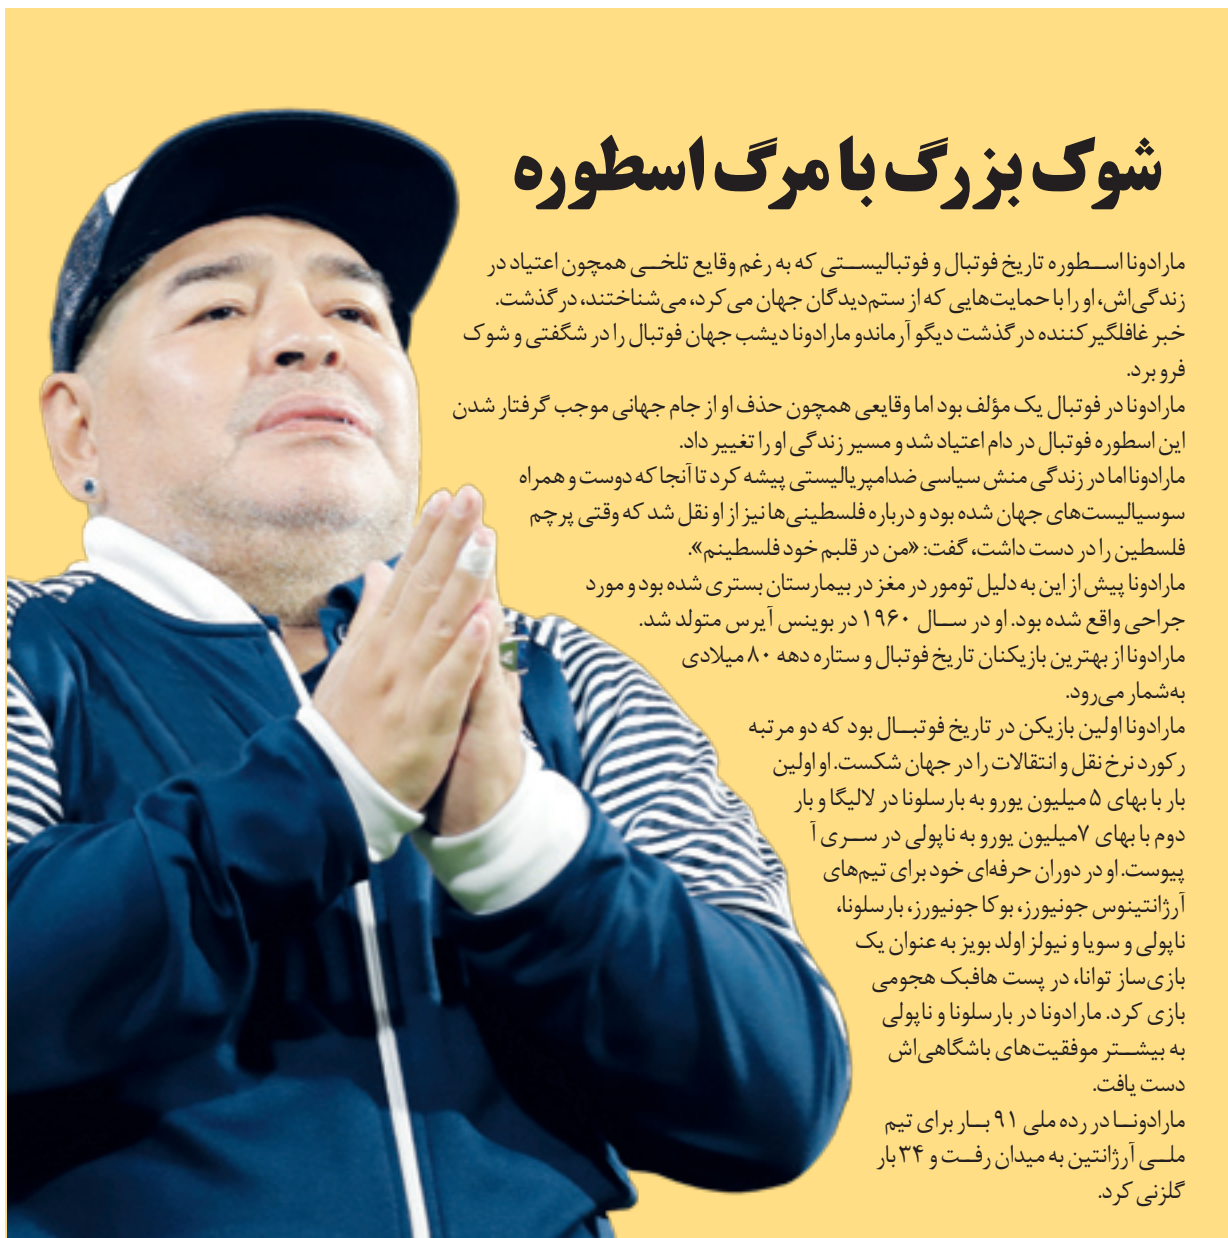 شوک بزرگ با مرگ اسطوره
مارادونا اسـطوره تاریخ فوتبال و فوتبالیسـتی که به رغم وقایع تلخـی همچون اعتیاد در
زندگی‌اش، او را با حمایت‌هایی که از ستم‌دیدگان جهان می‌کرد، می‌شناختند، درگذشت.
خبر غافلگیرکننده درگذشت دیگو آرماندو مارادونا دیشب جهان فوتبال را در شگفتی و شوک
فرو برد.
مارادونا در فوتبال یک مؤلف بود اما وقایعی همچون حذف او از جام جهانی موجب گرفتار شدن
این اسطوره فوتبال در دام اعتیاد شد و مسیر زندگی او را تغییر داد.
مارادونا اما در زندگی منش سیاسی ضدامپریالیستی پیشه کرد تا آنجا که دوست و همراه
سوسیالیست‌های جهان شده بود و درباره فلسطینی‌ها نیز از او نقل شد که وقتی پرچم
فلسطین را در دست داشت، گفت: «من در قلبم خود فلسطینم».
مارادونا پیش از این به دلیل تومور در مغز در بیمارستان بستری شده بود و مورد
جراحی واقع شده بود. او در سـال ۱۹۶۰ در بوینس آیرس متولد شد.
مارادونا از بهترین بازیکنان تاریخ فوتبال و ستاره دهه ۸۰ میلادی
به‌شمار می‌رود.
مارادونا اولین بازیکن در تاریخ فوتبـال بود که دو مرتبه
رکورد نرخ نقل و انتقالات را در جهان شکست. او اولین
بار با بهای ۵ میلیون یورو به بارسلونا در لالیگا و بار
دوم با بهای ۷میلیون یورو به ناپولی در سـری آ
پیوست. او در دوران حرفه‌ای خود برای تیم‌های
آرژانتینوس جونیورز، بوکا جونیورز، بارسلونا،
ناپولی و سویا و نیولز اولد بویز به عنوان یک
بازی‌ساز توانا، در پست هافبک هجومی
بازی کرد. مارادونا در بارسلونا و ناپولی
به بیشـتر موفقیت‌های باشگاهی‌اش
دست یافت.
مارادونـا در رده ملی ۹۱ بـار برای تیم
ملـی آرژانتین به میدان رفـت و ۳۴ بار
گلزنی کرد.